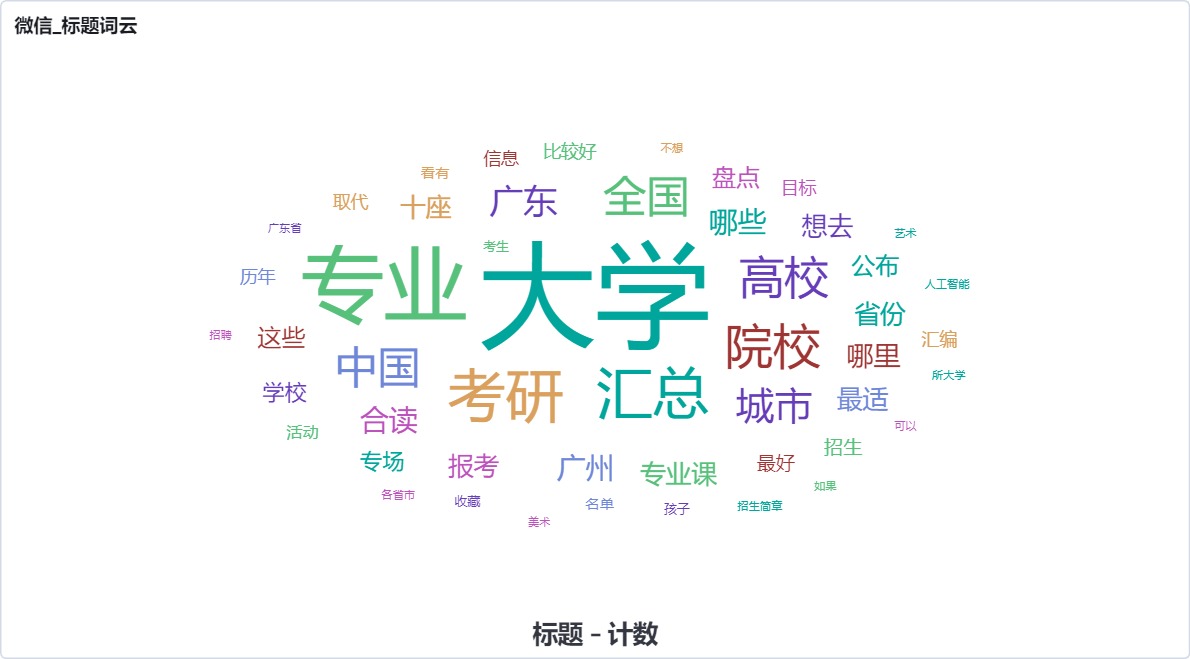 微信_标题词云
不想
比较好
信息
看有
盘点
目标
全国
广东
取代
十座
哪些
想去
广东省
艺术
考生
大学
专业
高校
公布
历年
人工智能
省份
招聘
这些
院校
哪里
汇编
中国
所大学
学校
考研
汇总
城市
最适
合读
可以
活动
招生
专场
报考
广州
专业课
最好
如果
各省市
收藏
名单
孩子
招生简章
美术
标题 - 计数